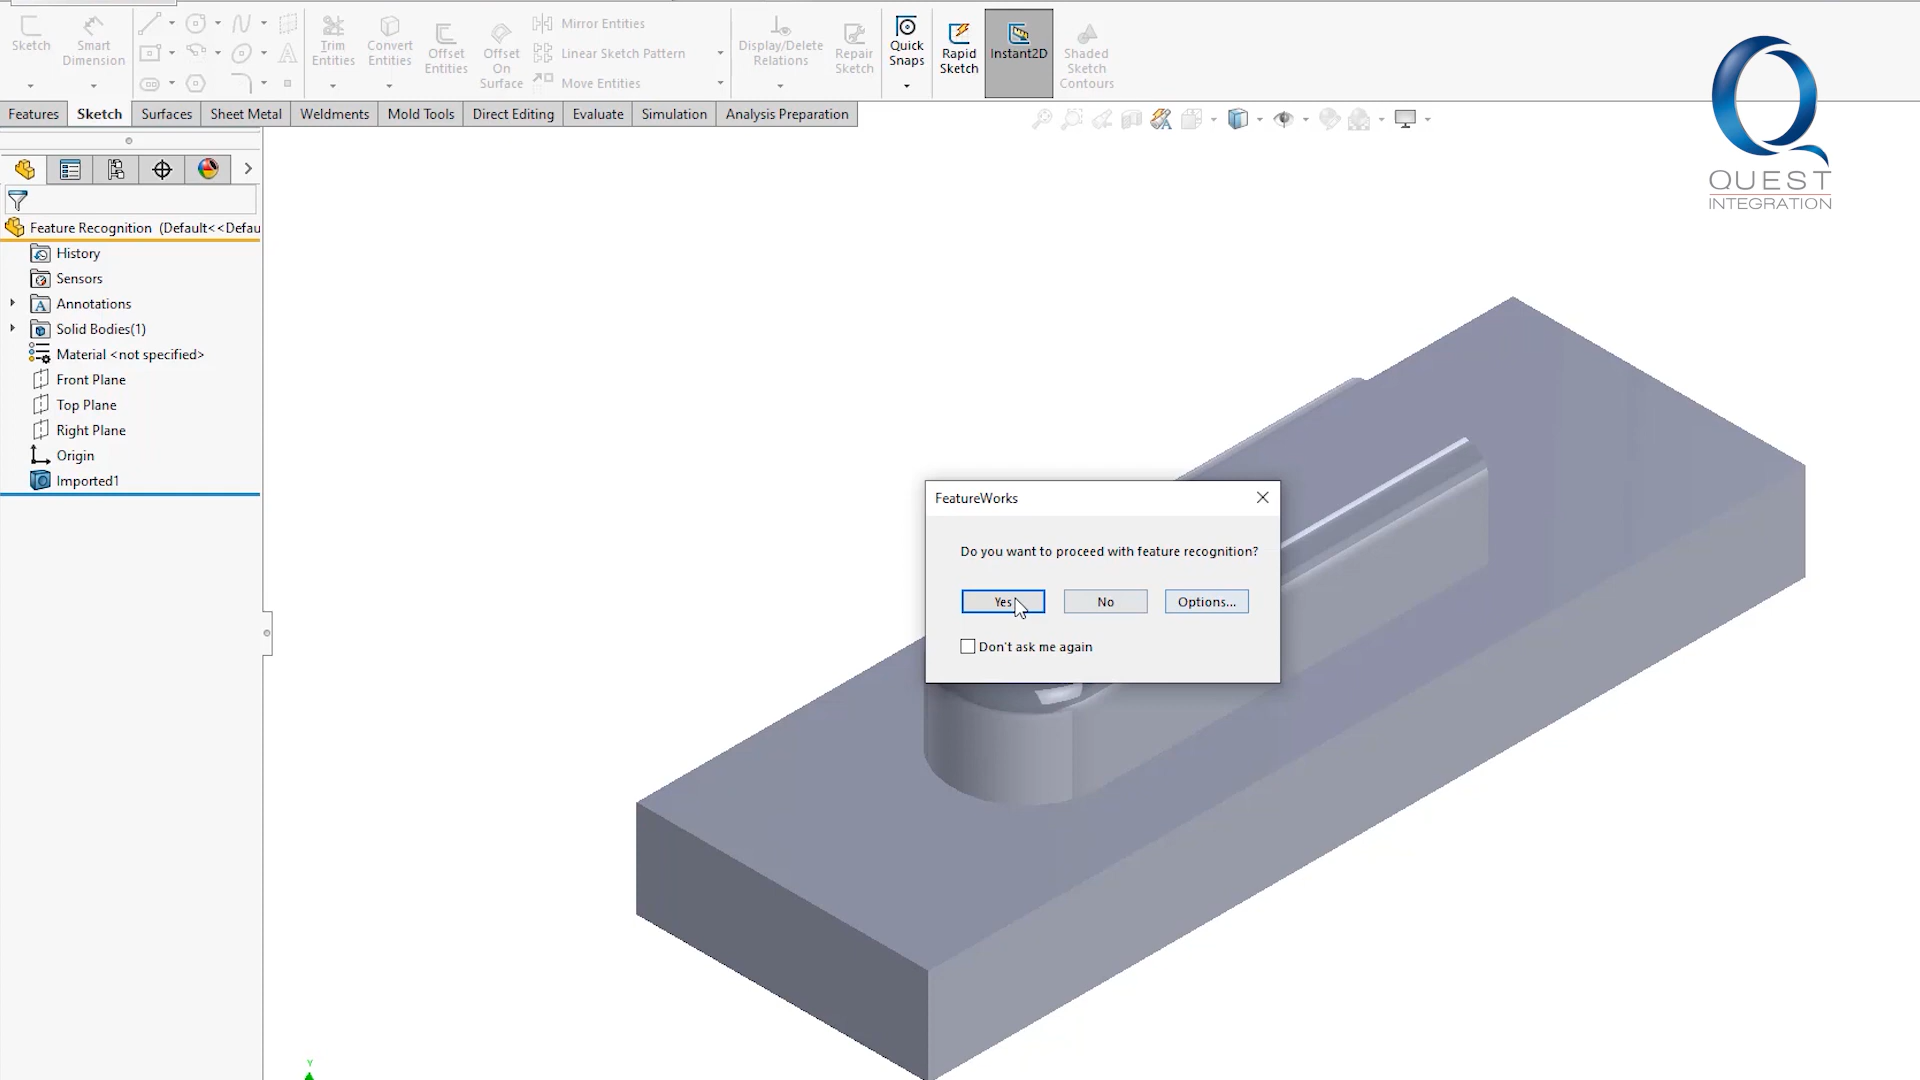 Sketch
Smart
Dimension
Trim
Entities
Convert
Entities
Offset
Entities
Offset
On
Surface
Mirror Entities
Linear Sketch Pattern
Move Entities
Display/Delete
Relations
Repair
Sketch
Quick
Snaps
Rapid
Sketch
Instant2D
Shaded
Sketch
Contours
Features
Sketch
Surfaces
Sheet Metal
Weldments
Mold Tools
Direct Editing
Evaluate
Simulation
Analysis Preparation
QUEST
INTEGRATION
Feature Recognition (Default<<Defau
History
Sensors
Annotations
Solid Bodies(1)
Material <not specified>
Front Plane
Top Plane
Right Plane
Origin
Imported1
FeatureWorks
Do you want to proceed with feature recognition?
Yes
No
Options...
Don't ask me again
Y